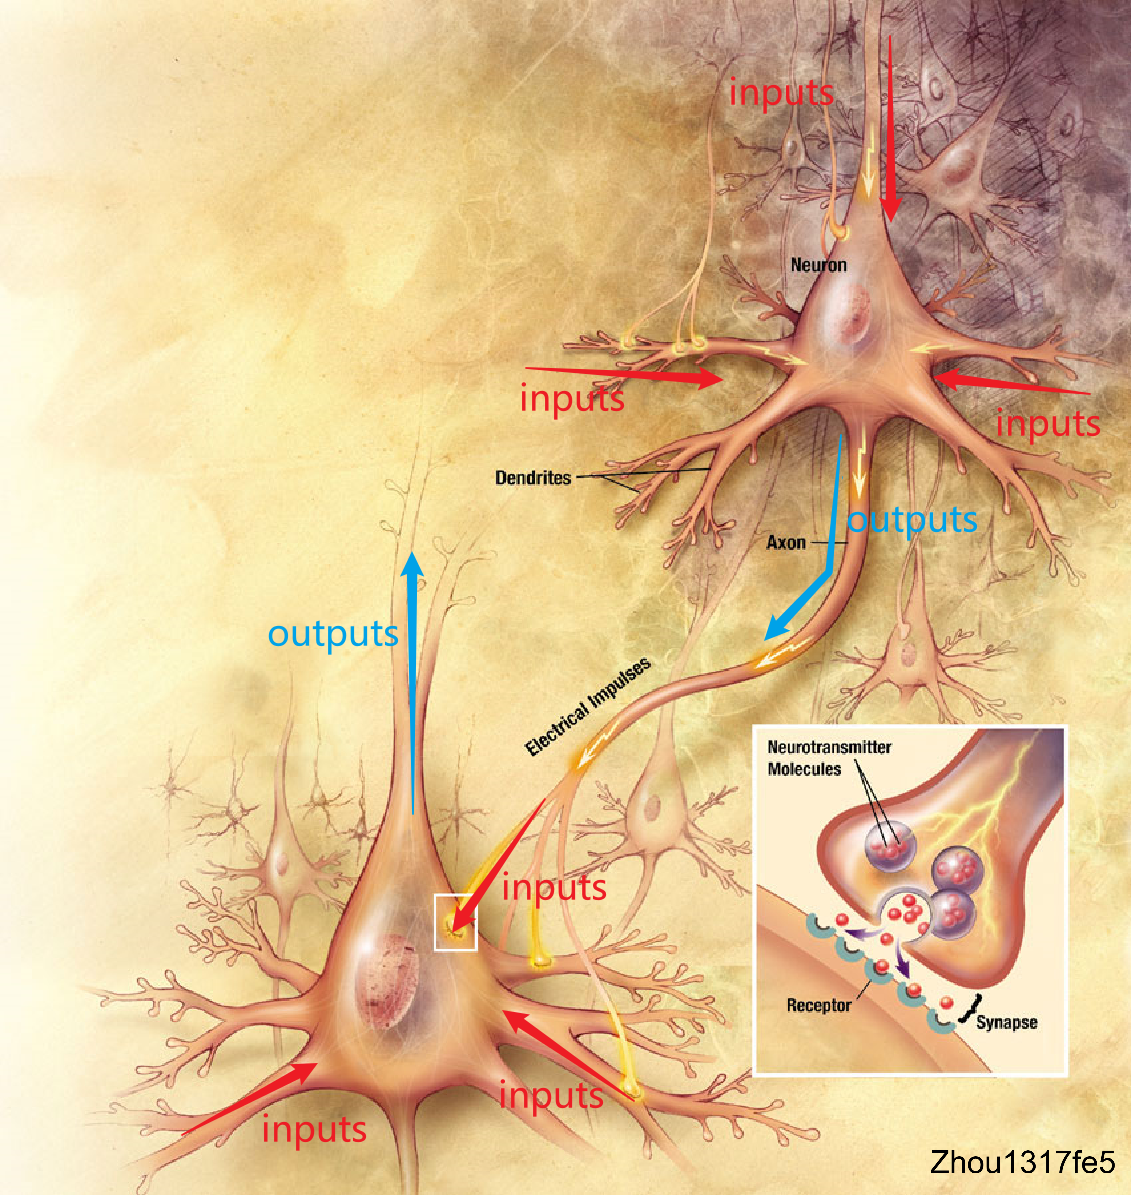 inputs
Neuron
inputs
inputs
Dendrites
outputs
Axon
outputs
Electrical Impulses
Neurotransmitter
Molecules
inputs
Receptor
Synapse
inputs
inputs
Zhou1317fe5